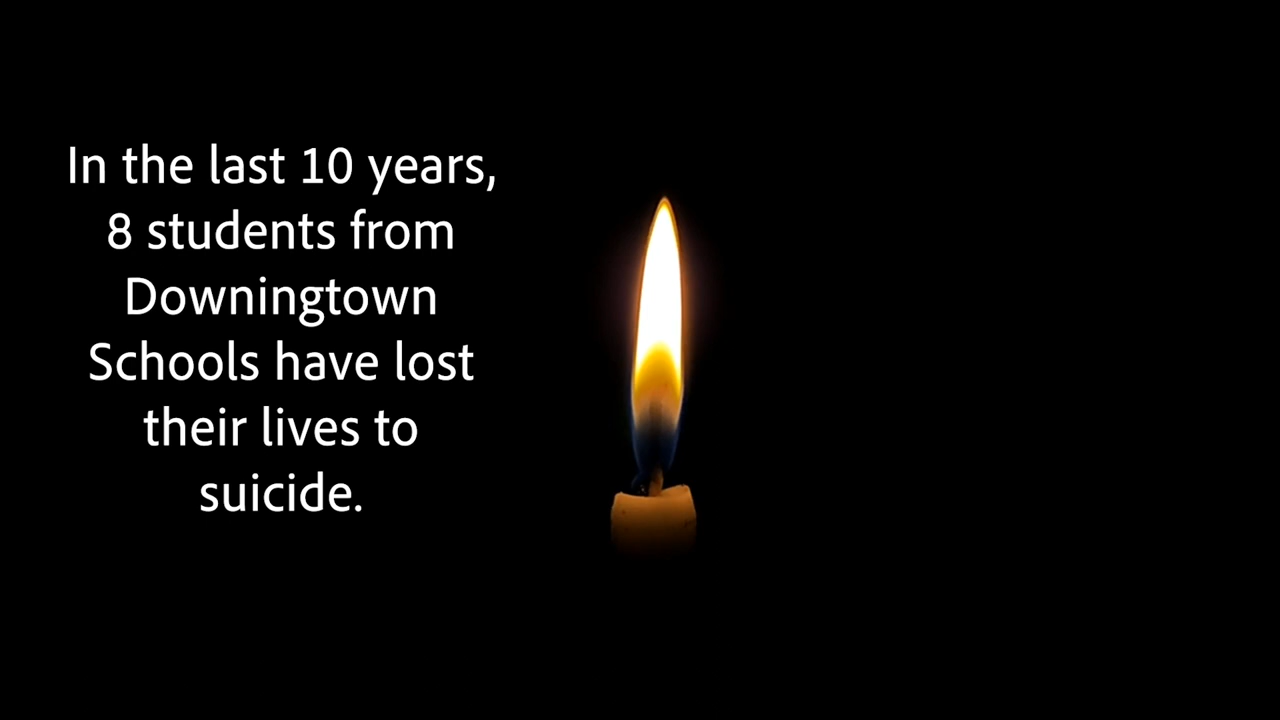 In the last 10 years,
8 students from
Downingtown
Schools have lost
their lives to
suicide.